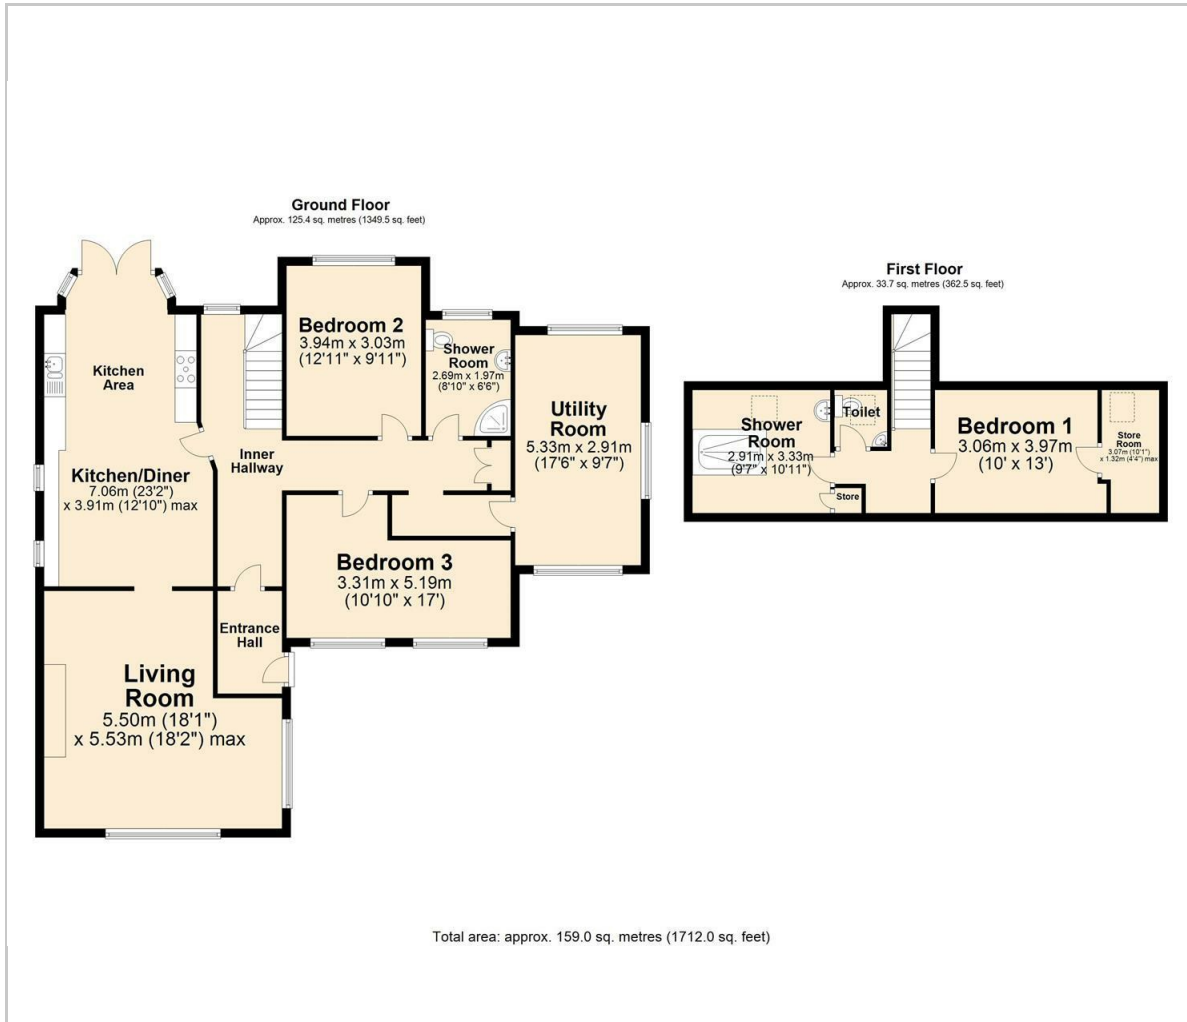 Ground Floor
Approx. 125.4 sq. metres (1349.5 sq. feet)
Kitchen
Area
Kitchen/Diner
7.06m (23'2")
x 3.91m (12'10") max
Inner
Hallway
Bedroom 2
3.94m x 3.03m
(12'11" x 9'11")
Shower
Room
2.69m x 1.97m
(8'10" x 6'6")
Utility
Room
5.33m x 2.91m
(17'6" x 9'7")
Bedroom 3
3.31m x 5.19m
(10'10" x 17')
Entrance
Hall
Living
Room
5.50m (18'1")
x 5.53m (18'2") max
First Floor
Approx. 33.7 sq. metres (362.5 sq. feet)
Shower
Room
2.91m x 3.33m
(9'7" x 10'11")
Toilet
Store
Bedroom 1
3.06m x 3.97m
(10' x 13')
Store
Room
3.07m (10'1")
x 1.32m (4'4") max
Total area: approx. 159.0 sq. metres (1712.0 sq. feet)